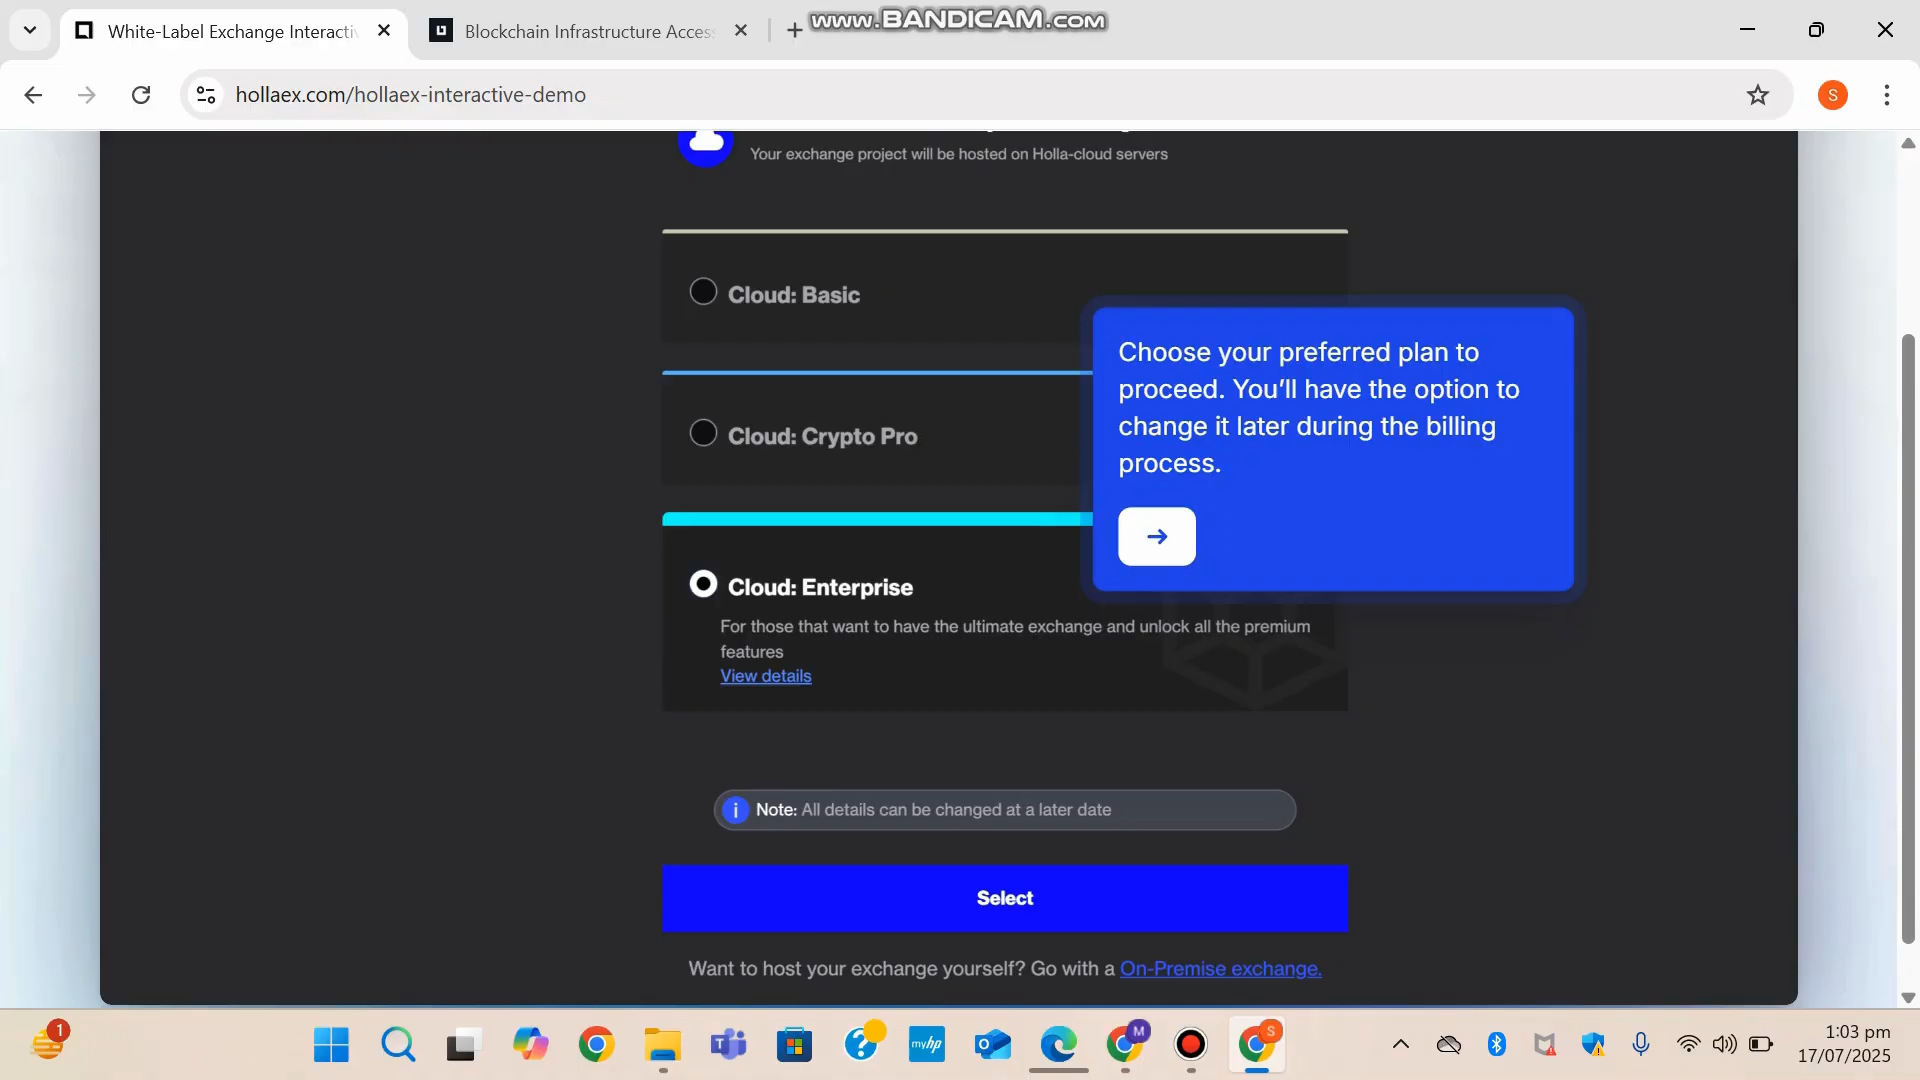 White-Label Exchange Interactiv
Blockchain Infrastructure Acces
www.BANDICAM.com
hollaex.com/hollaex-interactive-demo
S
Your exchange project will be hosted on Holla-cloud servers
Cloud: Basic
Choose your preferred plan to
proceed. You’ll have the option to
change it later during the billing
process.
Cloud: Crypto Pro
Cloud: Enterprise
For those that want to have the ultimate exchange and unlock all the premium
features
View details
Note: All details can be changed at a later date
Select
Want to host your exchange yourself? Go with a On-Premise exchange.
1
myhp
M
S
1:03 pm
17/07/2025